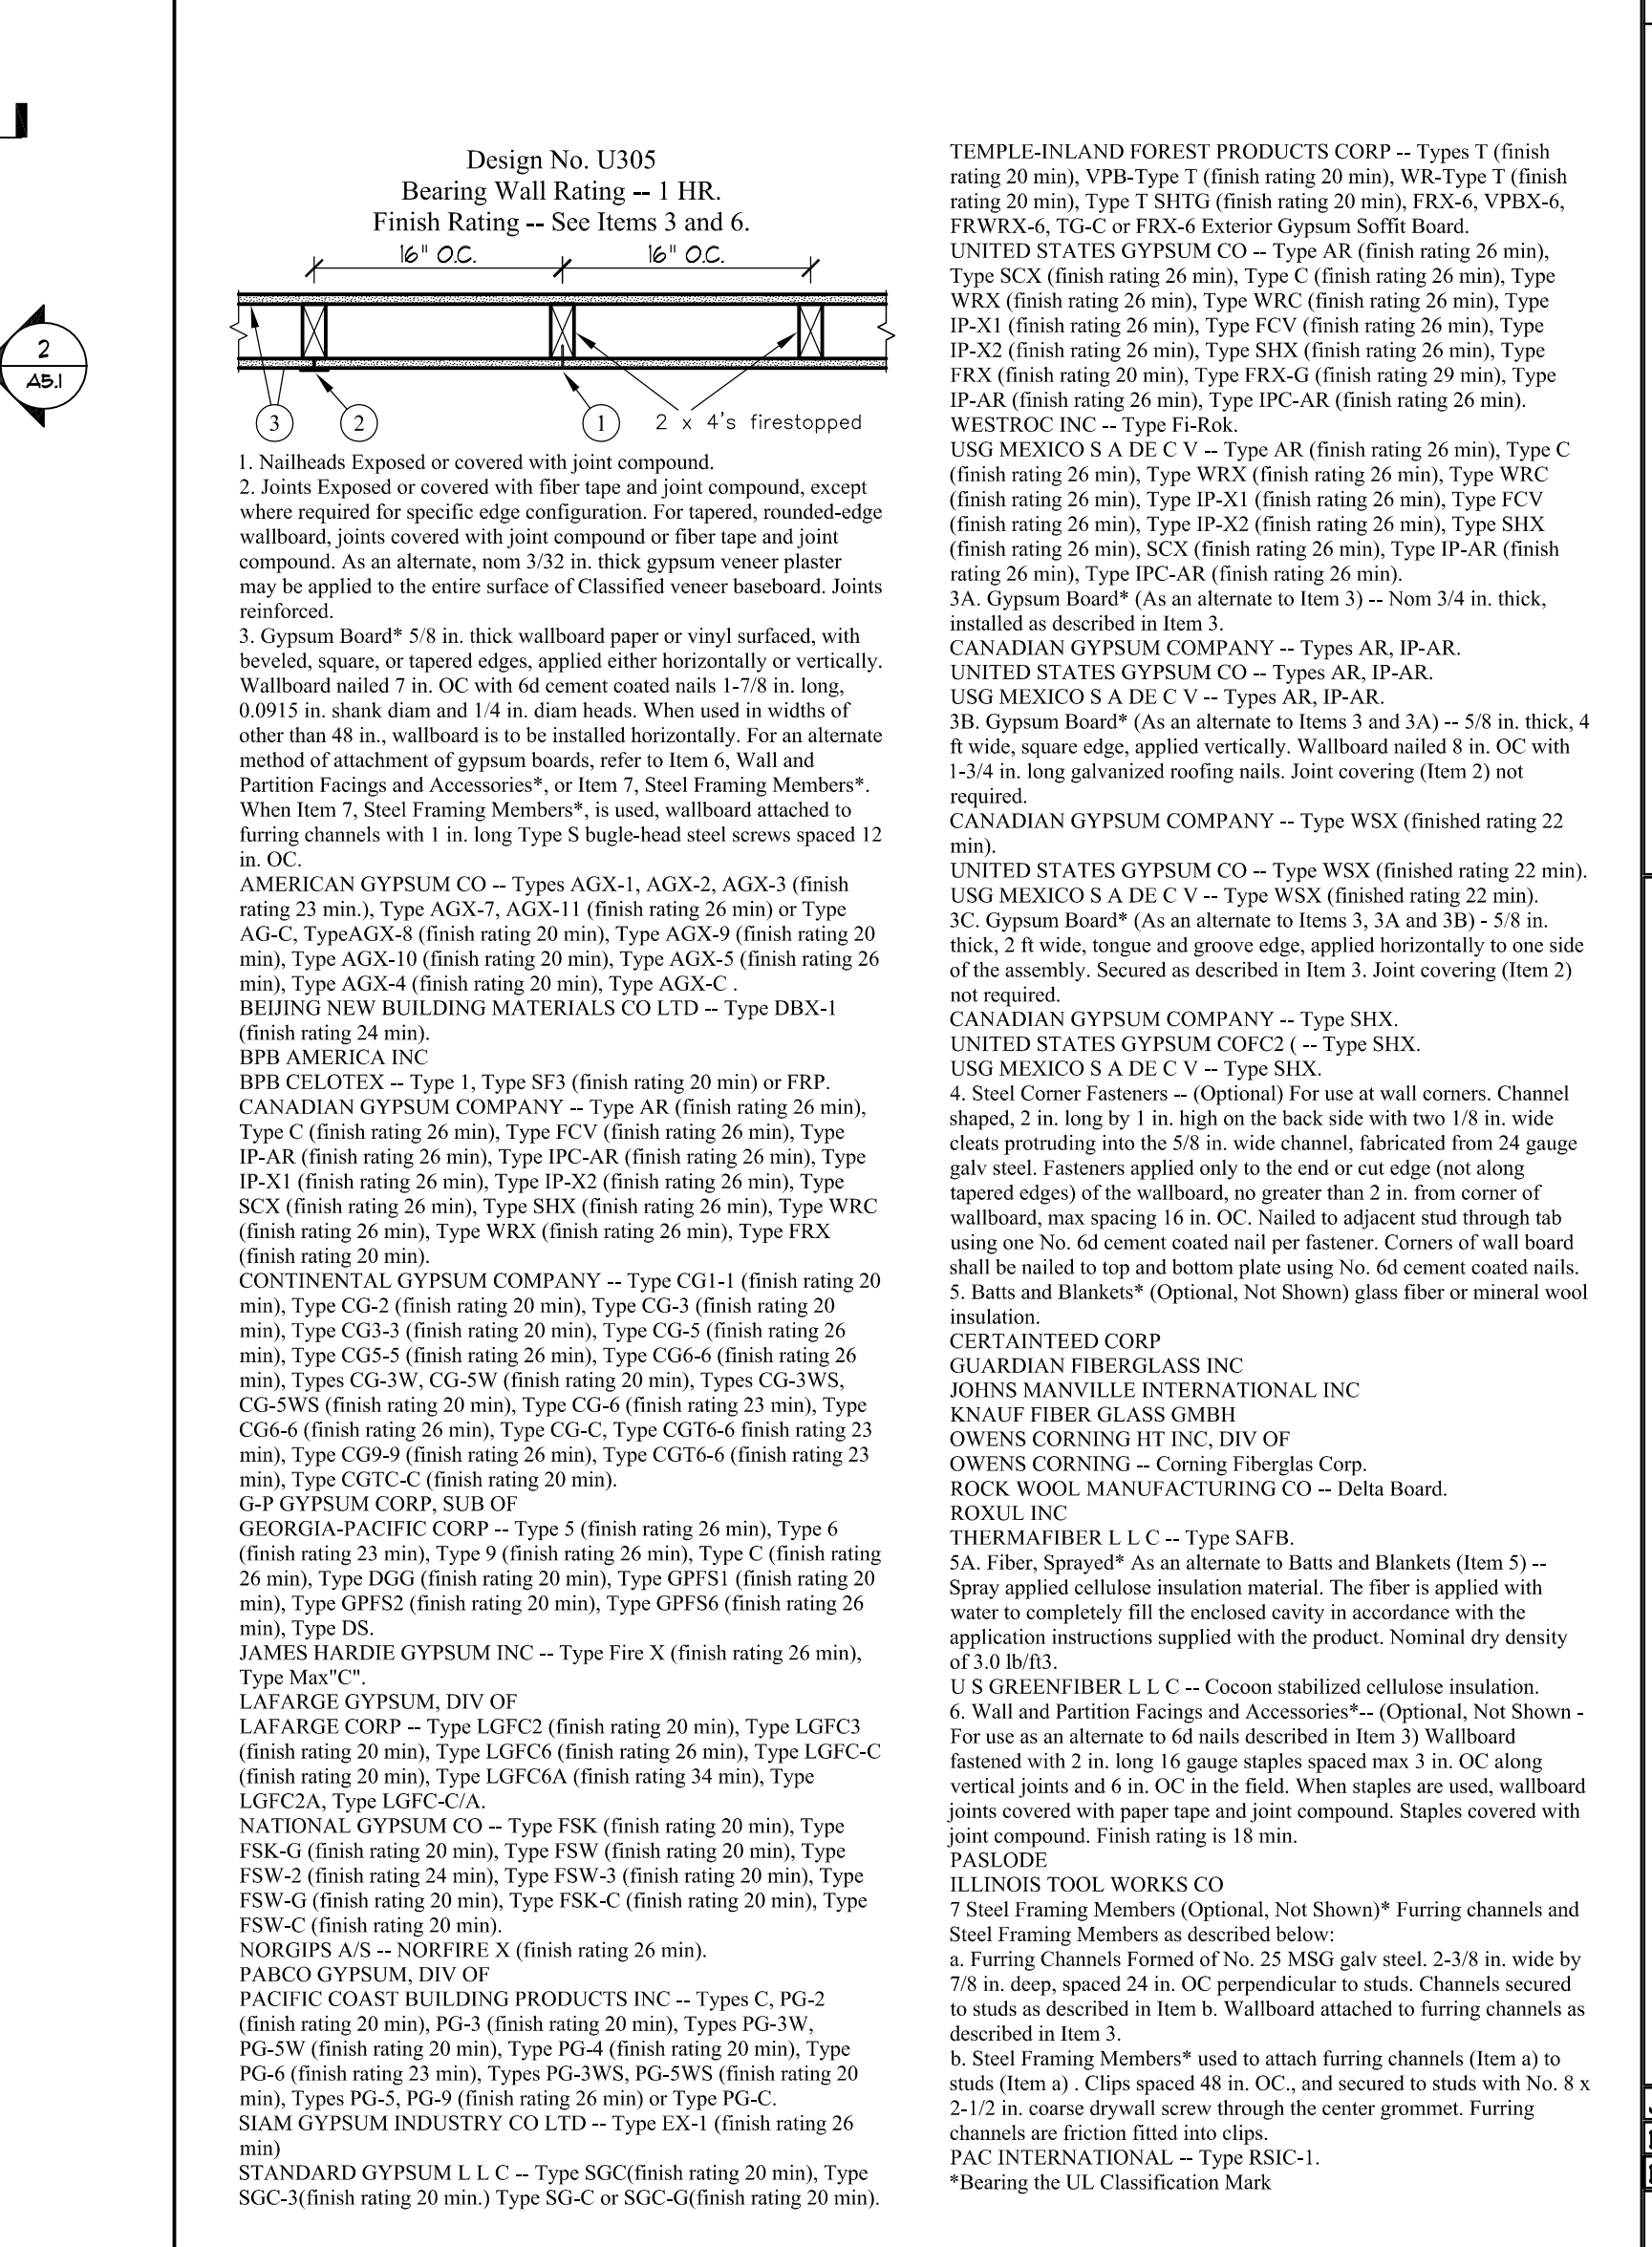 2
A5.1
Design No. U305
Bearing Wall Rating -- 1 HR.
Finish Rating -- See Items 3 and 6.
16" O.C.
16" O.C.
3
2
1
2 x 4's firestopped
1. Nailheads Exposed or covered with joint compound.
2. Joints Exposed or covered with fiber tape and joint compound, except
where required for specific edge configuration. For tapered, rounded-edge
wallboard, joints covered with joint compound or fiber tape and joint
compound. As an alternate, nom 3/32 in. thick gypsum veneer plaster
may be applied to the entire surface of Classified veneer baseboard. Joints
reinforced.
3. Gypsum Board* 5/8 in. thick wallboard paper or vinyl surfaced, with
beveled, square, or tapered edges, applied either horizontally or vertically.
Wallboard nailed 7 in. OC with 6d cement coated nails 1-7/8 in. long,
0.0915 in. shank diam and 1/4 in. diam heads. When used in widths of
other than 48 in., wallboard is to be installed horizontally. For an alternate
method of attachment of gypsum boards, refer to Item 6, Wall and
Partition Facings and Accessories*, or Item 7, Steel Framing Members*.
When Item 7, Steel Framing Members*, is used, wallboard attached to
furring channels with 1 in. long Type S bugle-head steel screws spaced 12
in. OC.
AMERICAN GYPSUM CO -- Types AGX-1, AGX-2, AGX-3 (finish
rating 23 min.), Type AGX-7, AGX-11 (finish rating 26 min) or Type
AG-C, TypeAGX-8 (finish rating 20 min), Type AGX-9 (finish rating 20
min), Type AGX-10 (finish rating 20 min), Type AGX-5 (finish rating 26
min), Type AGX-4 (finish rating 20 min), Type AGX-C .
BEIJING NEW BUILDING MATERIALS CO LTD -- Type DBX-1
(finish rating 24 min).
BPB AMERICA INC
BPB CELOTEX -- Type 1, Type SF3 (finish rating 20 min) or FRP.
CANADIAN GYPSUM COMPANY -- Type AR (finish rating 26 min),
Type C (finish rating 26 min), Type FCV (finish rating 26 min), Type
IP-AR (finish rating 26 min), Type IPC-AR (finish rating 26 min), Type
IP-X1 (finish rating 26 min), Type IP-X2 (finish rating 26 min), Type
SCX (finish rating 26 min), Type SHX (finish rating 26 min), Type WRC
(finish rating 26 min), Type WRX (finish rating 26 min), Type FRX
(finish rating 20 min).
CONTINENTAL GYPSUM COMPANY -- Type CG1-1 (finish rating 20
min), Type CG-2 (finish rating 20 min), Type CG-3 (finish rating 20
min), Type CG3-3 (finish rating 20 min), Type CG-5 (finish rating 26
min), Type CG5-5 (finish rating 26 min), Type CG6-6 (finish rating 26
min), Types CG-3W, CG-5W (finish rating 20 min), Types CG-3WS,
CG-5WS (finish rating 20 min), Type CG-6 (finish rating 23 min), Type
CG6-6 (finish rating 26 min), Type CG-C, Type CGT6-6 finish rating 23
min), Type CG9-9 (finish rating 26 min), Type CGT6-6 (finish rating 23
min), Type CGTC-C (finish rating 20 min).
G-P GYPSUM CORP, SUB OF
GEORGIA-PACIFIC CORP -- Type 5 (finish rating 26 min), Type 6
(finish rating 23 min), Type 9 (finish rating 26 min), Type C (finish rating
26 min), Type DGG (finish rating 20 min), Type GPFS1 (finish rating 20
min), Type GPFS2 (finish rating 20 min), Type GPFS6 (finish rating 26
min), Type DS.
JAMES HARDIE GYPSUM INC -- Type Fire X (finish rating 26 min),
Type Max"C".
LAFARGE GYPSUM, DIV OF
LAFARGE CORP -- Type LGFC2 (finish rating 20 min), Type LGFC3
(finish rating 20 min), Type LGFC6 (finish rating 26 min), Type LGFC-C
(finish rating 20 min), Type LGFC6A (finish rating 34 min), Type
LGFC2A, Type LGFC-C/A.
NATIONAL GYPSUM CO -- Type FSK (finish rating 20 min), Type
FSK-G (finish rating 20 min), Type FSW (finish rating 20 min), Type
FSW-2 (finish rating 24 min), Type FSW-3 (finish rating 20 min), Type
FSW-G (finish rating 20 min), Type FSK-C (finish rating 20 min), Type
FSW-C (finish rating 20 min).
NORGIPS A/S -- NORFIRE X (finish rating 26 min).
PABCO GYPSUM, DIV OF
PACIFIC COAST BUILDING PRODUCTS INC -- Types C, PG-2
(finish rating 20 min), PG-3 (finish rating 20 min), Types PG-3W,
PG-5W (finish rating 20 min), Type PG-4 (finish rating 20 min), Type
PG-6 (finish rating 23 min), Types PG-3WS, PG-5WS (finish rating 20
min), Types PG-5, PG-9 (finish rating 26 min) or Type PG-C.
SIAM GYPSUM INDUSTRY CO LTD -- Type EX-1 (finish rating 26
min)
STANDARD GYPSUM L L C -- Type SGC(finish rating 20 min), Type
SGC-3(finish rating 20 min.) Type SG-C or SGC-G(finish rating 20 min).
TEMPLE-INLAND FOREST PRODUCTS CORP -- Types T (finish
rating 20 min), VPB-Type T (finish rating 20 min), WR-Type T (finish
rating 20 min), Type T SHTG (finish rating 20 min), FRX-6, VPBX-6,
FRWRX-6, TG-C or FRX-6 Exterior Gypsum Soffit Board.
UNITED STATES GYPSUM CO -- Type AR (finish rating 26 min),
Type SCX (finish rating 26 min), Type C (finish rating 26 min), Type
WRX (finish rating 26 min), Type WRC (finish rating 26 min), Type
IP-X1 (finish rating 26 min), Type FCV (finish rating 26 min), Type
IP-X2 (finish rating 26 min), Type SHX (finish rating 26 min), Type
FRX (finish rating 20 min), Type FRX-G (finish rating 29 min), Type
IP-AR (finish rating 26 min), Type IPC-AR (finish rating 26 min).
WESTROC INC -- Type Fi-Rok.
USG MEXICO S A DE C V -- Type AR (finish rating 26 min), Type C
(finish rating 26 min), Type WRX (finish rating 26 min), Type WRC
(finish rating 26 min), Type IP-X1 (finish rating 26 min), Type FCV
(finish rating 26 min), Type IP-X2 (finish rating 26 min), Type SHX
(finish rating 26 min), SCX (finish rating 26 min), Type IP-AR (finish
rating 26 min), Type IPC-AR (finish rating 26 min).
3A. Gypsum Board* (As an alternate to Item 3) -- Nom 3/4 in. thick,
installed as described in Item 3.
CANADIAN GYPSUM COMPANY -- Types AR, IP-AR.
UNITED STATES GYPSUM CO -- Types AR, IP-AR.
USG MEXICO S A DE C V -- Types AR, IP-AR.
3B. Gypsum Board* (As an alternate to Items 3 and 3A) -- 5/8 in. thick, 4
ft wide, square edge, applied vertically. Wallboard nailed 8 in. OC with
1-3/4 in. long galvanized roofing nails. Joint covering (Item 2) not
required.
CANADIAN GYPSUM COMPANY -- Type WSX (finished rating 22
min).
UNITED STATES GYPSUM CO -- Type WSX (finished rating 22 min).
USG MEXICO S A DE C V -- Type WSX (finished rating 22 min).
3C. Gypsum Board* (As an alternate to Items 3, 3A and 3B) - 5/8 in.
thick, 2 ft wide, tongue and groove edge, applied horizontally to one side
of the assembly. Secured as described in Item 3. Joint covering (Item 2)
not required.
CANADIAN GYPSUM COMPANY -- Type SHX.
UNITED STATES GYPSUM COFC2 ( -- Type SHX.
USG MEXICO S A DE C V -- Type SHX.
4. Steel Corner Fasteners -- (Optional) For use at wall corners. Channel
shaped, 2 in. long by 1 in. high on the back side with two 1/8 in. wide
cleats protruding into the 5/8 in. wide channel, fabricated from 24 gauge
galv steel. Fasteners applied only to the end or cut edge (not along
tapered edges) of the wallboard, no greater than 2 in. from corner of
wallboard, max spacing 16 in. OC. Nailed to adjacent stud through tab
using one No. 6d cement coated nail per fastener. Corners of wall board
shall be nailed to top and bottom plate using No. 6d cement coated nails.
5. Batts and Blankets* (Optional, Not Shown) glass fiber or mineral wool
insulation.
CERTAINTEED CORP
GUARDIAN FIBERGLASS INC
JOHNS MANVILLE INTERNATIONAL INC
KNAUF FIBER GLASS GMBH
OWENS CORNING HT INC, DIV OF
OWENS CORNING -- Corning Fiberglas Corp.
ROCK WOOL MANUFACTURING CO -- Delta Board.
ROXUL INC
THERMAFIBER L L C -- Type SAFB.
5A. Fiber, Sprayed* As an alternate to Batts and Blankets (Item 5) --
Spray applied cellulose insulation material. The fiber is applied with
water to completely fill the enclosed cavity in accordance with the
application instructions supplied with the product. Nominal dry density
of 3.0 lb/ft3.
U S GREENFIBER L L C -- Cocoon stabilized cellulose insulation.
6. Wall and Partition Facings and Accessories*-- (Optional, Not Shown -
For use as an alternate to 6d nails described in Item 3) Wallboard
fastened with 2 in. long 16 gauge staples spaced max 3 in. OC along
vertical joints and 6 in. OC in the field. When staples are used, wallboard
joints covered with paper tape and joint compound. Staples covered with
joint compound. Finish rating is 18 min.
PASLODE
ILLINOIS TOOL WORKS CO
7 Steel Framing Members (Optional, Not Shown)* Furring channels and
Steel Framing Members as described below:
a. Furring Channels Formed of No. 25 MSG galv steel. 2-3/8 in. wide by
7/8 in. deep, spaced 24 in. OC perpendicular to studs. Channels secured
to studs as described in Item b. Wallboard attached to furring channels as
described in Item 3.
b. Steel Framing Members* used to attach furring channels (Item a) to
studs (Item a) . Clips spaced 48 in. OC., and secured to studs with No. 8 x
2-1/2 in. coarse drywall screw through the center grommet. Furring
channels are friction fitted into clips.
PAC INTERNATIONAL -- Type RSIC-1.
*Bearing the UL Classification Mark